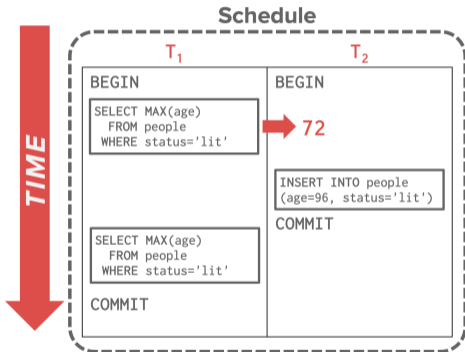 Schedule
T1 T2
BEGIN BEGIN
SELECT MAX(age)
FROM people
WHERE status='lit'
72
INSERT INTO people
(age=96, status='lit')
COMMIT
SELECT MAX(age)
FROM people
WHERE status='lit'
COMMIT
TIME